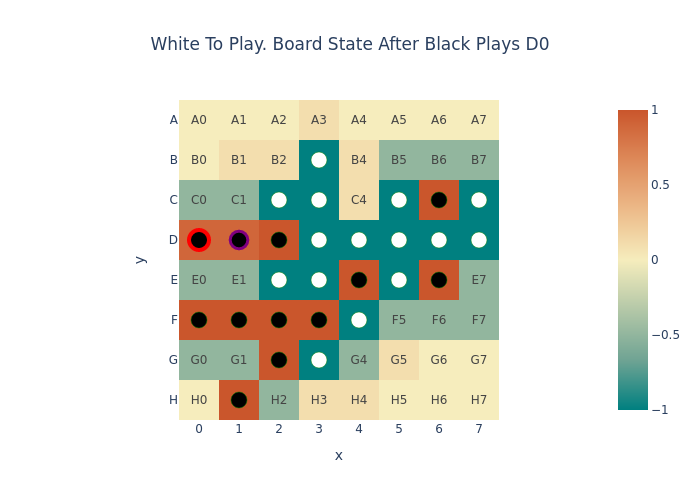 White To Play. Board State After Black Plays D0
A A0 A1 A2 A3 A4 A5 A6 A7
B B0 B1 B2 B4 B5 B6 B7
C C0 C1 C4
D
E E0 E1 E7
F F5 F6 F7
G G0 G1 G4 G5 G6 G7
H H0 H2 H3 H4 H5 H6 H7
0 1 2 3 4 5 6 7
x
y
1
0.5
0
−0.5
−1